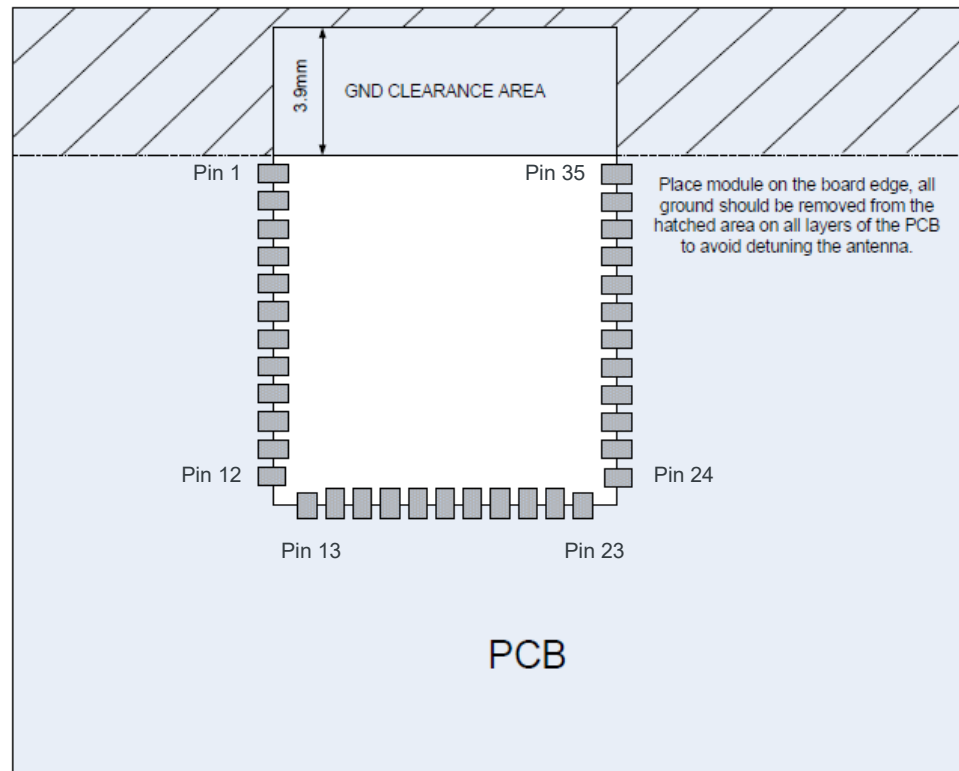 3.9mm
GND CLEARANCE AREA
Pin 1
Pin 35
Place module on the board edge, all
ground should be removed from the
hatched area on all layers of the PCB
to avoid detuning the antenna.
Pin 12
Pin 24
Pin 13
Pin 23
PCB